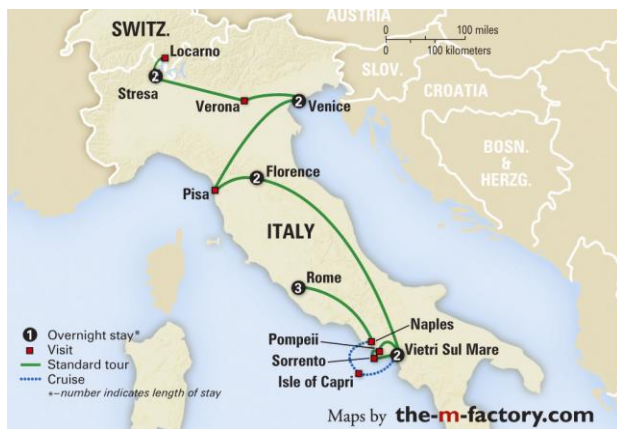 AUSTRIA
SWITZ.
0 100 miles
0 100 kilometers
Locarno
SLOV.
2
Stresa
Verona
2 Venice
CROATIA
BOSN.
&
HERZG.
2 Florence
Pisa
ITALY
3 Rome
Naples
Pompeii
2 Vietri Sul Mare
Sorrento
Isle of Capri
1 Overnight stay*
Visit
Standard tour
Cruise
*–number indicates length of stay
Maps by the-m-factory.com